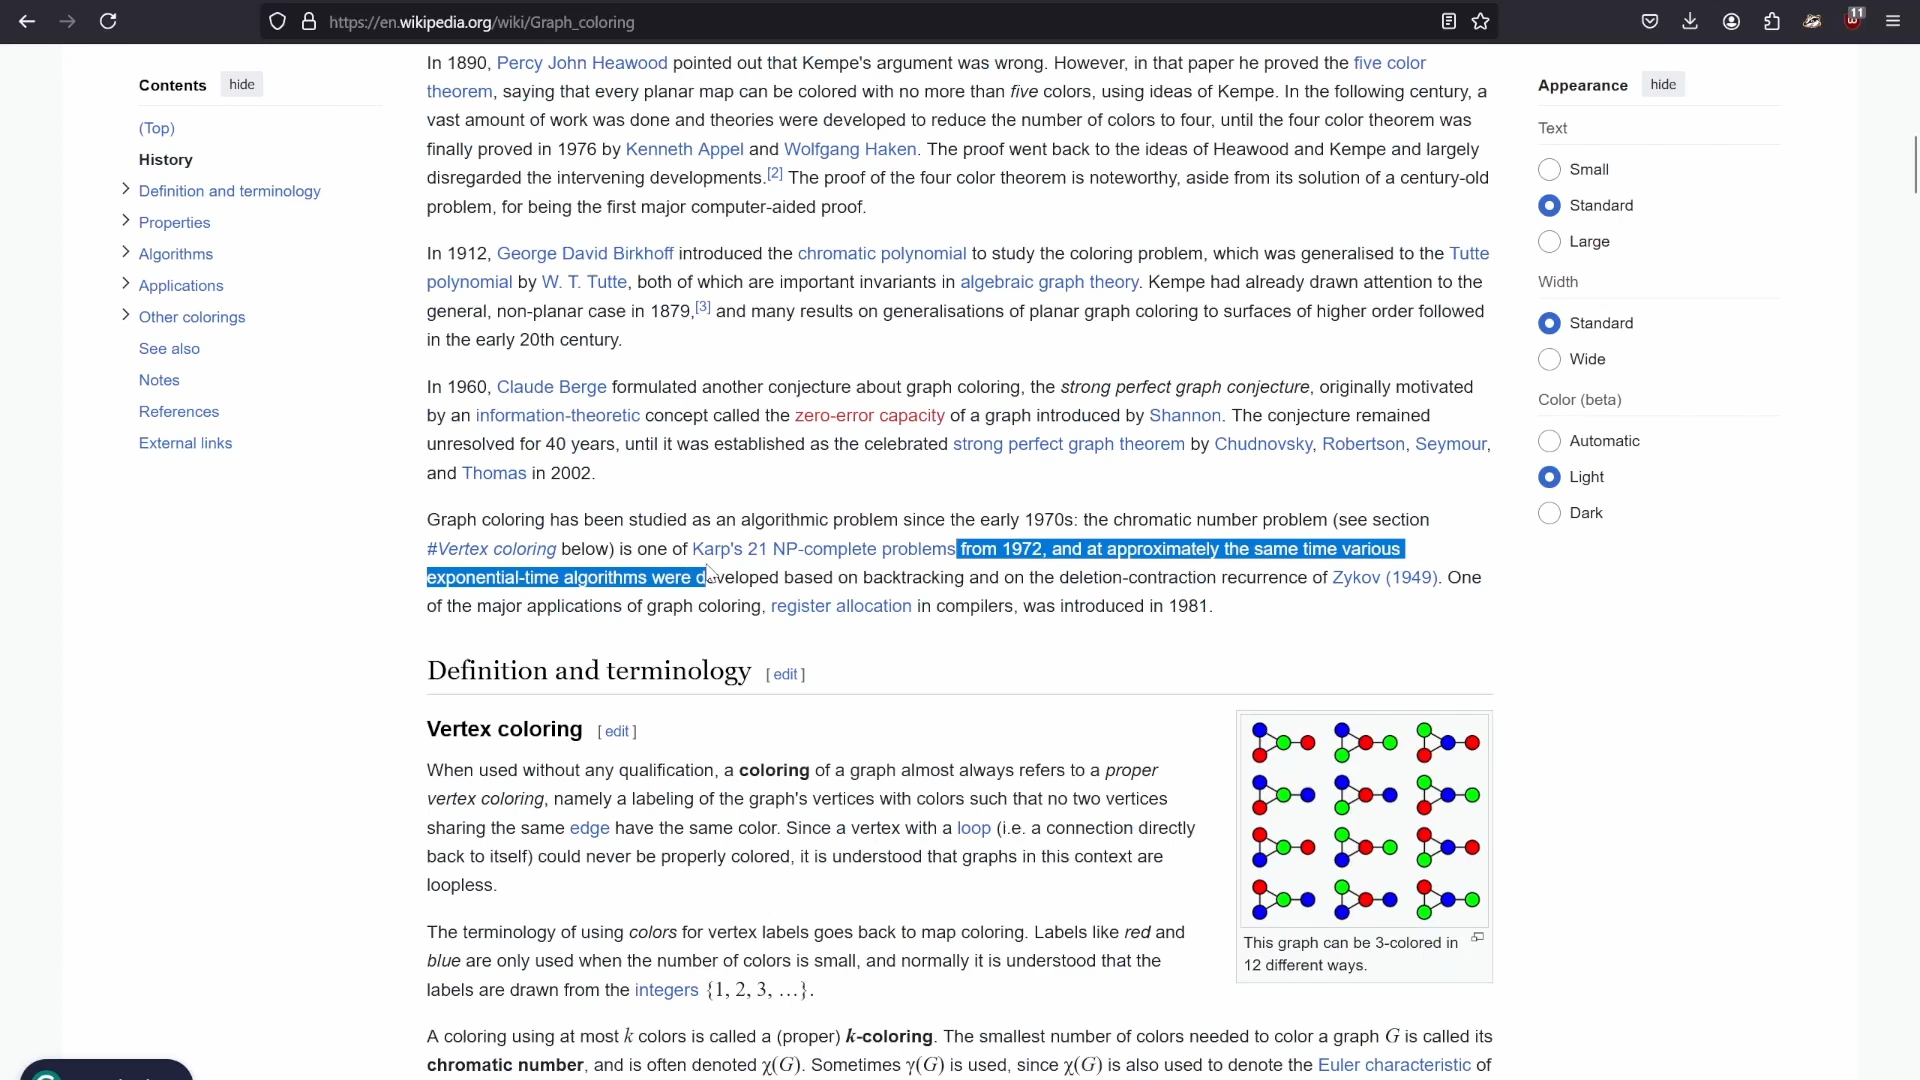 https://en.wikipedia.org/wiki/Graph_coloring
11
Contents hide
(Top)
History
Definition and terminology
Properties
Algorithms
Applications
Other colorings
See also
Notes
References
External links
In 1890, Percy John Heawood pointed out that Kempe's argument was wrong. However, in that paper he proved the five color
theorem, saying that every planar map can be colored with no more than five colors, using ideas of Kempe. In the following century, a
vast amount of work was done and theories were developed to reduce the number of colors to four, until the four color theorem was
finally proved in 1976 by Kenneth Appel and Wolfgang Haken. The proof went back to the ideas of Heawood and Kempe and largely
disregarded the intervening developments.[2] The proof of the four color theorem is noteworthy, aside from its solution of a century-old
problem, for being the first major computer-aided proof.
In 1912, George David Birkhoff introduced the chromatic polynomial to study the coloring problem, which was generalised to the Tutte
polynomial by W. T. Tutte, both of which are important invariants in algebraic graph theory. Kempe had already drawn attention to the
general, non-planar case in 1879,[3] and many results on generalisations of planar graph coloring to surfaces of higher order followed
in the early 20th century.
In 1960, Claude Berge formulated another conjecture about graph coloring, the strong perfect graph conjecture, originally motivated
by an information-theoretic concept called the zero-error capacity of a graph introduced by Shannon. The conjecture remained
unresolved for 40 years, until it was established as the celebrated strong perfect graph theorem by Chudnovsky, Robertson, Seymour,
and Thomas in 2002.
Graph coloring has been studied as an algorithmic problem since the early 1970s: the chromatic number problem (see section
#Vertex coloring below) is one of Karp's 21 NP-complete problems from 1972, and at approximately the same time various
exponential-time algorithms were developed based on backtracking and on the deletion-contraction recurrence of Zykov (1949). One
of the major applications of graph coloring, register allocation in compilers, was introduced in 1981.
Definition and terminology [ edit ]
Vertex coloring [ edit ]
When used without any qualification, a coloring of a graph almost always refers to a proper
vertex coloring, namely a labeling of the graph's vertices with colors such that no two vertices
sharing the same edge have the same color. Since a vertex with a loop (i.e. a connection directly
back to itself) could never be properly colored, it is understood that graphs in this context are
loopless.
The terminology of using colors for vertex labels goes back to map coloring. Labels like red and
blue are only used when the number of colors is small, and normally it is understood that the
labels are drawn from the integers {1, 2, 3, …}.
This graph can be 3-colored in
12 different ways.
A coloring using at most k colors is called a (proper) k-coloring. The smallest number of colors needed to color a graph G is called its
chromatic number, and is often denoted χ(G). Sometimes γ(G) is used, since χ(G) is also used to denote the Euler characteristic of
Appearance hide
Text
Small
Standard
Large
Width
Standard
Wide
Color (beta)
Automatic
Light
Dark